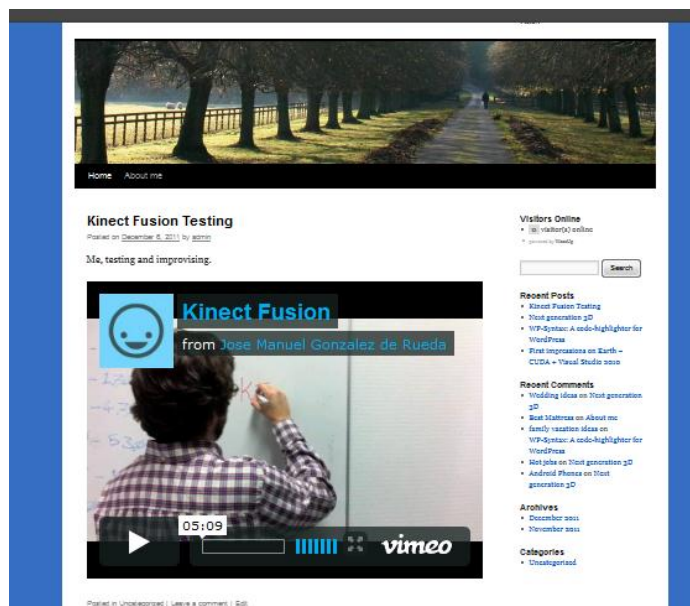 Home About me
Kinect Fusion Testing
Posted on December 6, 2011 by admin
Me, testing and improvising.
Kinect Fusion
from Jose Manuel Gonzalez de Rueda
K
05:09
vimeo
Posted in Uncategorized | Leave a comment | Edit
Visitors Online
visitor(s) online
powered by
Search
Recent Posts
Kinect Fusion Testing
Next generation 3D
WP-Syntax: A code-highlighter for
WordPress
First impressions on Earth –
CUDA + Visual Studio 2010
Recent Comments
Wedding ideas on Next generation
3D
Best Mattress on About me
family vacation ideas on
WP-Syntax: A code-highlighter for
WordPress
Hot jobs on Next generation 3D
Android Phones on Next
generation 3D
Archives
December 2011
November 2011
Categories
Uncategorized